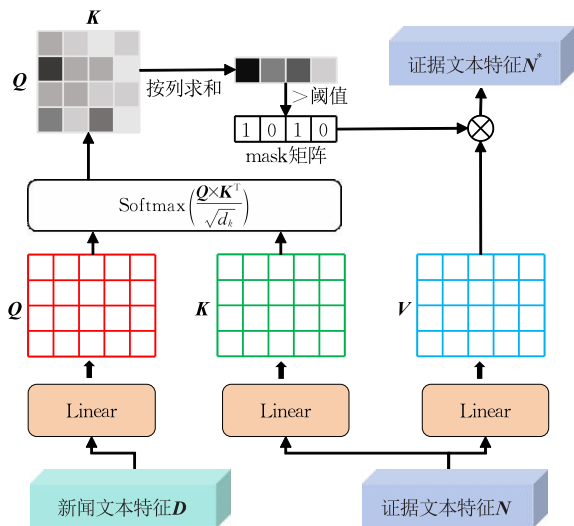 K
Q
按列求和
>阈值
1 0 1 0
mask矩阵
证据文本特征N*
Softmax(Q×K^T/√d_k)
Q
K
V
Linear
Linear
Linear
新闻文本特征D
证据文本特征N